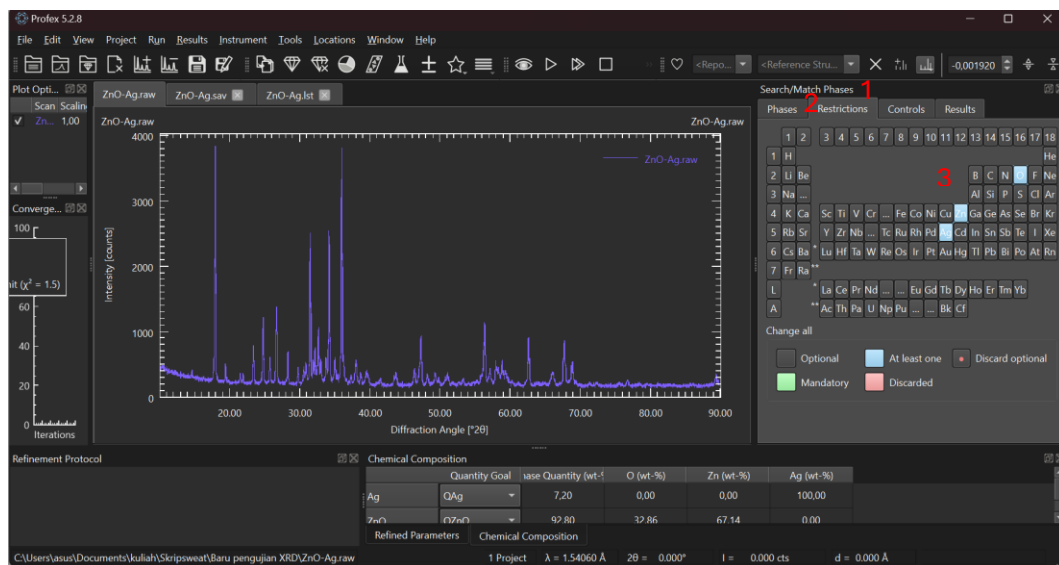 Profex 5.2.8
File Edit View Project Run Results Instrument Tools Locations Window Help
<Repo... <Reference Stru... -0,001920
1
Plot Opti...
Scan Scaling
Zn... 1,00
ZnO-Ag.raw ZnO-Ag.sav ZnO-Ag.lst
ZnO-Ag.raw ZnO-Ag.raw
ZnO-Ag.raw
4000
3000
2000
1000
0
Intensity [counts]
20.00 30.00 40.00 50.00 60.00 70.00 80.00 90.00
Diffraction Angle [°2θ]
Converge...
100
nit (χ² = 1.5)
60
40
20
0
Iterations
Search/Match Phases
Phases 2 Restrictions Controls Results
1 2 3 4 5 6 7 8 9 10 11 12 13 14 15 16 17 18
1 H He
2 Li Be 3 B C N O F Ne
3 Na ... Al Si P S Cl Ar
4 K Ca Sc Ti V Cr ... Fe Co Ni Cu Zn Ga Ge As Se Br Kr
5 Rb Sr Y Zr Nb ... Tc Ru Rh Pd Ag Cd In Sn Sb Te I Xe
6 Cs Ba * Lu Hf Ta W Re Os Ir Pt Au Hg Tl Pb Bi Po At Rn
7 Fr Ra **
L * La Ce Pr Nd ... ... Eu Gd Tb Dy Ho Er Tm Yb
A ** Ac Th Pa U Np Pu ... ... Bk Cf
Change all
Optional At least one Discard optional
Mandatory Discarded
Refinement Protocol
Chemical Composition
Quantity Goal hase Quantity (wt-% O (wt-%) Zn (wt-%) Ag (wt-%)
Ag QAg 7,20 0,00 0,00 100,00
ZnO QZnO 92,80 32,86 67,14 0,00
Refined Parameters Chemical Composition
C:\Users\asus\Documents\kuliah\Skripsweat\Baru pengujian XRD\ZnO-Ag.raw 1 Project λ = 1.54060 Å 2θ = 0.000° I = 0.000 cts d = 0.000 Å